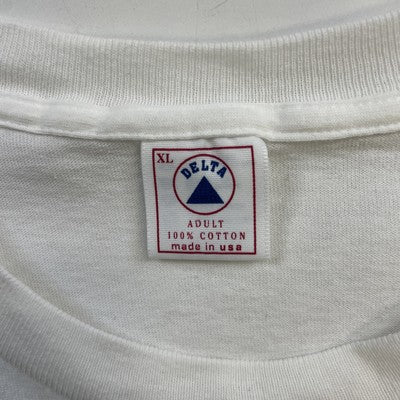 XL
DELTA
ADULT
100% COTTON
made in usa